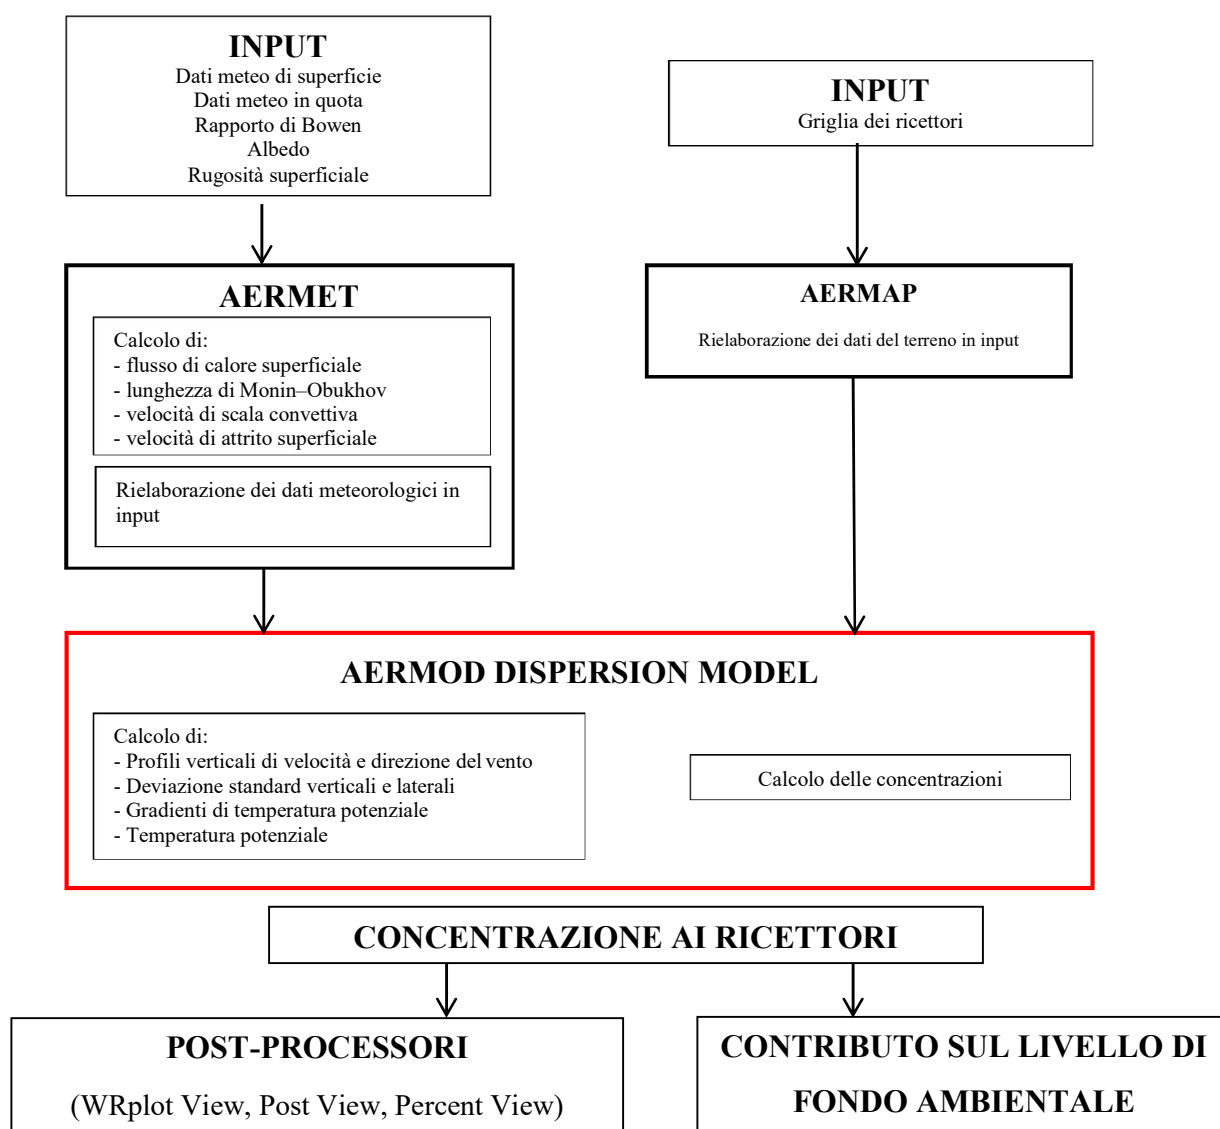 INPUT
Dati meteo di superficie
Dati meteo in quota
Rapporto di Bowen
Albedo
Rugosità superficiale
INPUT
Griglia dei ricettori
AERMET
Calcolo di:
- flusso di calore superficiale
- lunghezza di Monin–Obukhov
- velocità di scala convettiva
- velocità di attrito superficiale
Rielaborazione dei dati meteorologici in
input
AERMAP
Rielaborazione dei dati del terreno in input
AERMOD DISPERSION MODEL
Calcolo di:
- Profili verticali di velocità e direzione del vento
- Deviazione standard verticali e laterali
- Gradienti di temperatura potenziale
- Temperatura potenziale
Calcolo delle concentrazioni
CONCENTRAZIONE AI RICETTORI
POST-PROCESSORI
(WRplot View, Post View, Percent View)
CONTRIBUTO SUL LIVELLO DI
FONDO AMBIENTALE